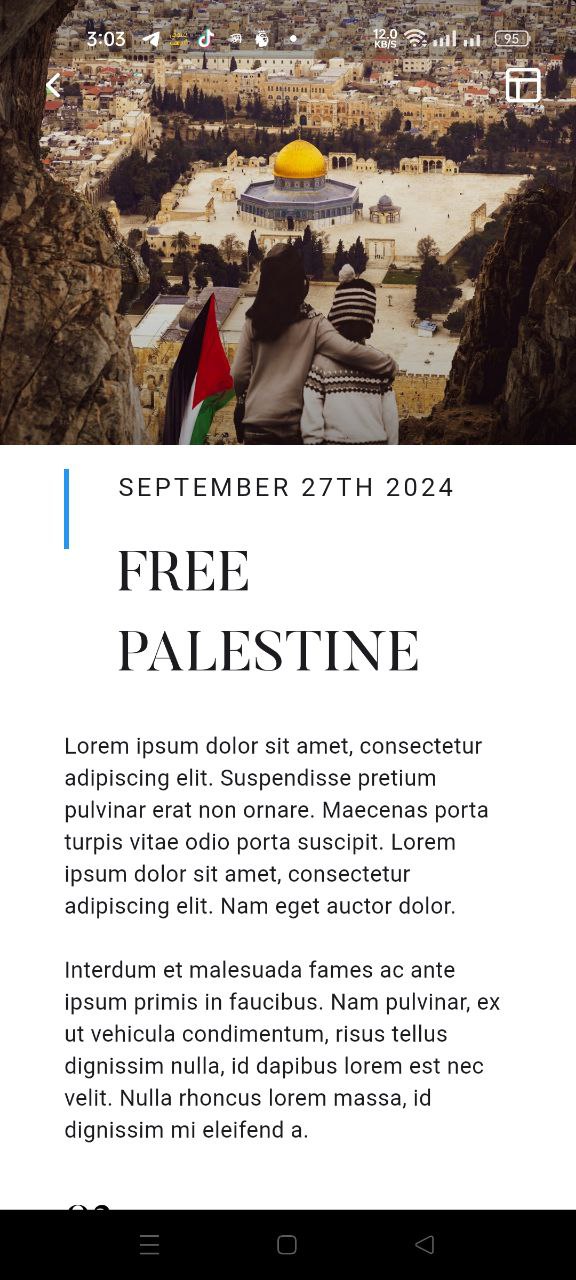 3:03
12.0
KB/S
95
SEPTEMBER 27TH 2024
FREE
PALESTINE
Lorem ipsum dolor sit amet, consectetur
adipiscing elit. Suspendisse pretium
pulvinar erat non ornare. Maecenas porta
turpis vitae odio porta suscipit. Lorem
ipsum dolor sit amet, consectetur
adipiscing elit. Nam eget auctor dolor.
Interdum et malesuada fames ac ante
ipsum primis in faucibus. Nam pulvinar, ex
ut vehicula condimentum, risus tellus
dignissim nulla, id dapibus lorem est nec
velit. Nulla rhoncus lorem massa, id
dignissim mi eleifend a.